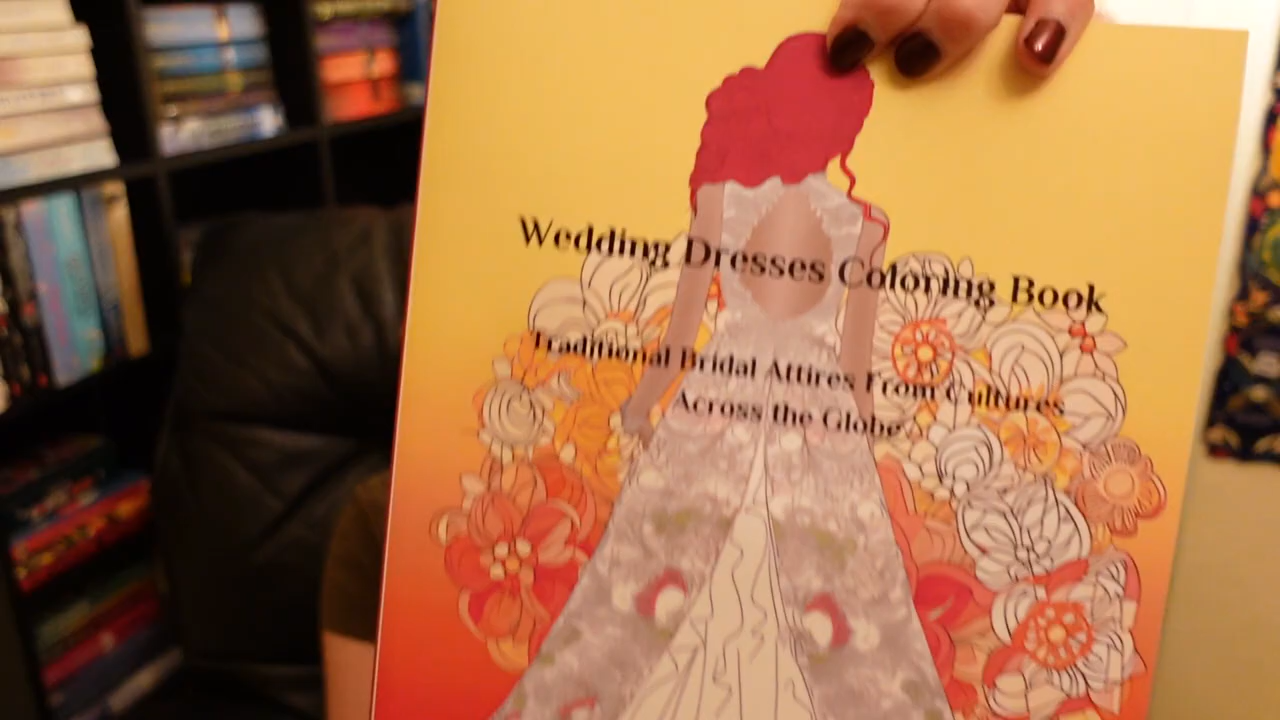 Wedding Dresses Coloring Book
Traditional Bridal Attires From Cultures
Across the Globe